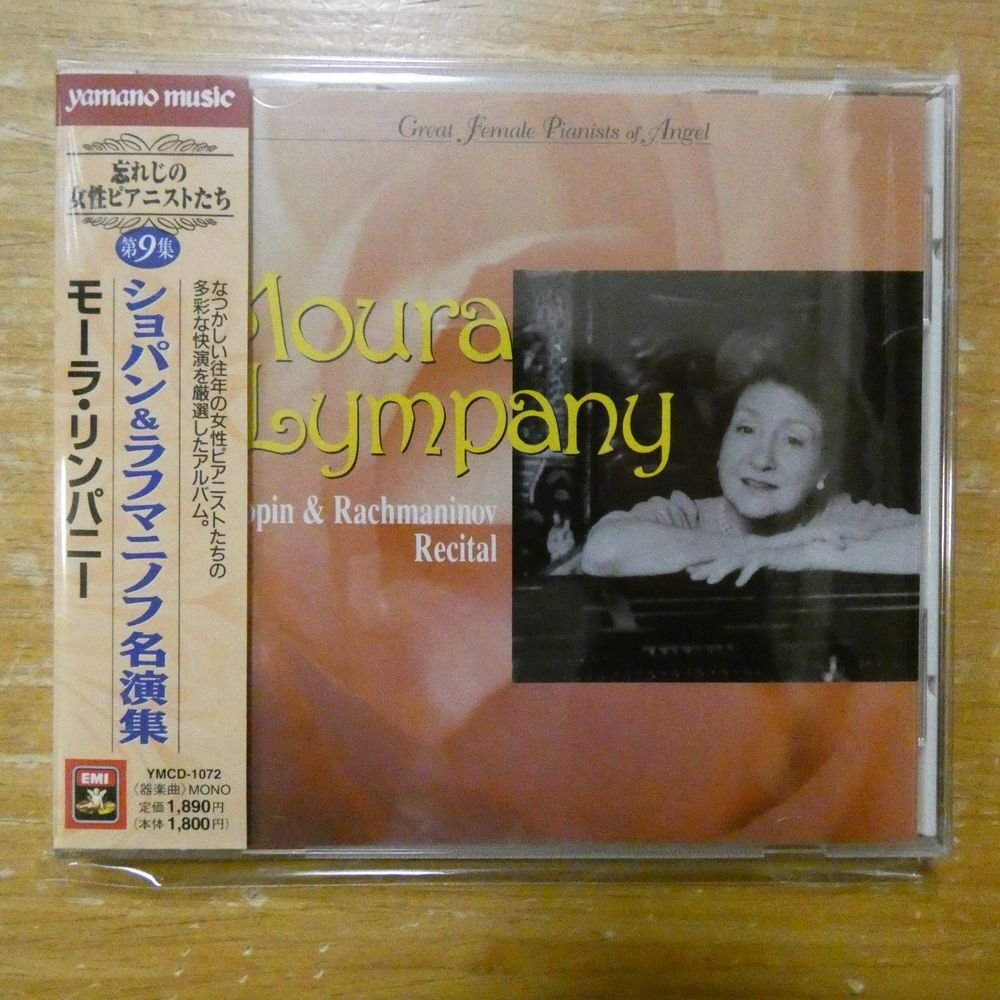 yamano music
忘れじの
女性ピアニストたち
第9集
なつかしい往年の女性ピアニストたちの
多彩な快演を厳選したアルバム。
ショパン&ラフマニノフ名演集
モーラ・リンパニー
EMI
YMCD-1072
〈器楽曲〉MONO
定価1,890円
(本体1,800円)
Great Female Pianists of Angel
Moura
Lympany
opin & Rachmaninov
Recital